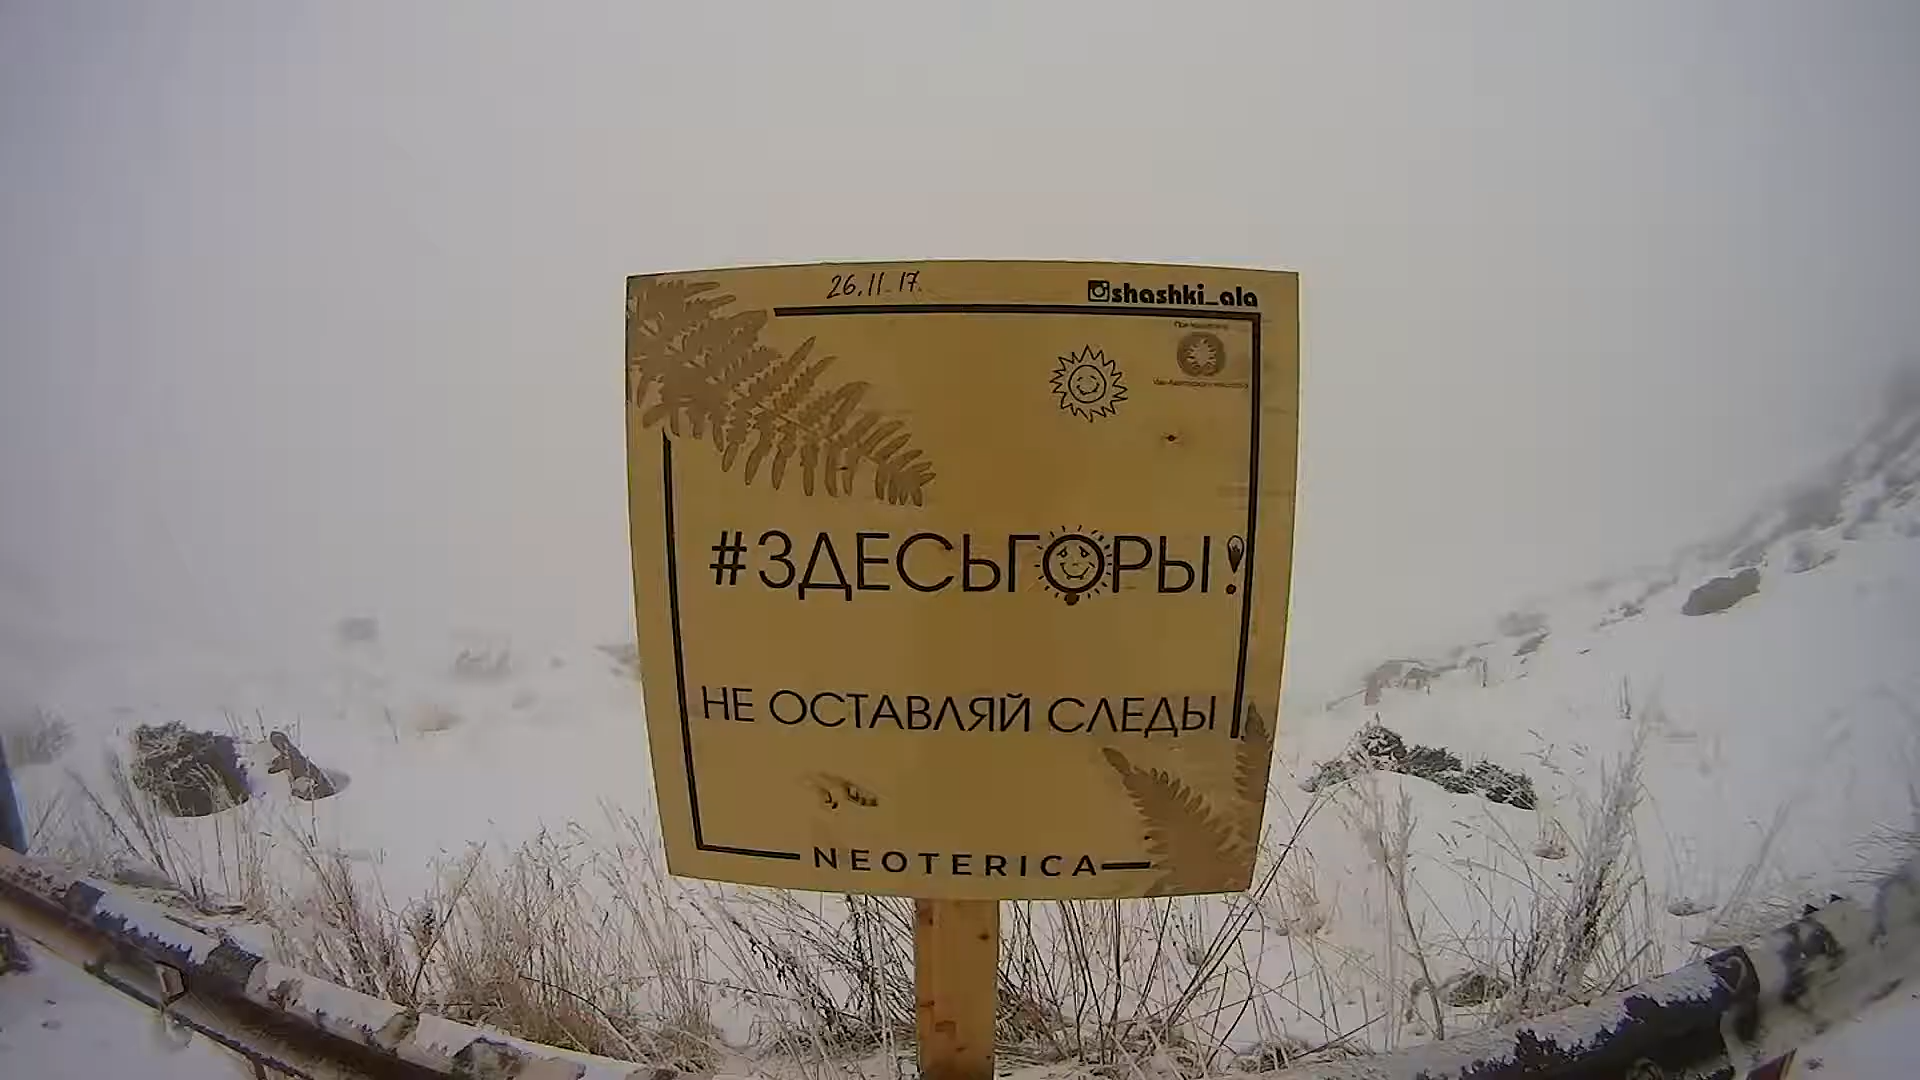 26.11.17.
shashki_ala
#ЗДЕСЬГОРЫ!
НЕ ОСТАВЛЯЙ СЛЕДЫ
NEOTERICA